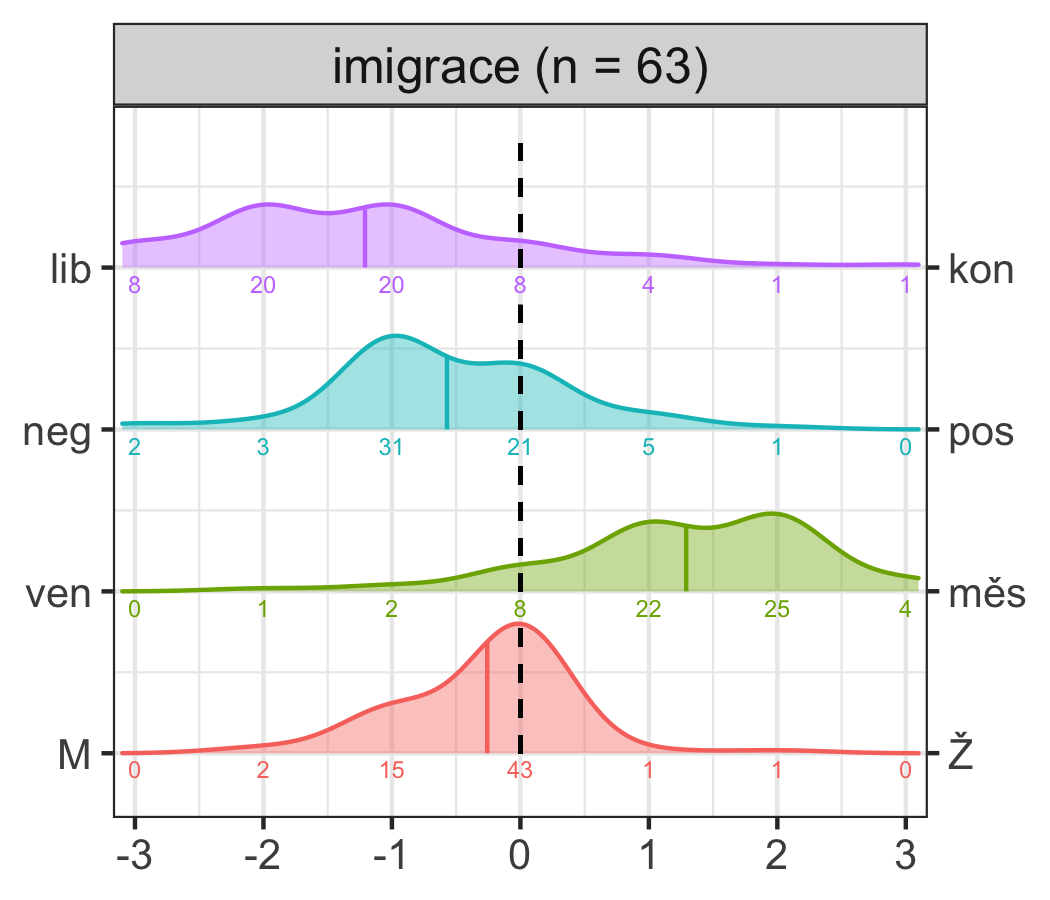 imigrace (n = 63)
lib kon
8 20 20 8 4 1 1
neg pos
2 3 31 21 5 1 0
ven měs
0 1 2 8 22 25 4
M Ž
0 2 15 43 1 1 0
-3 -2 -1 0 1 2 3